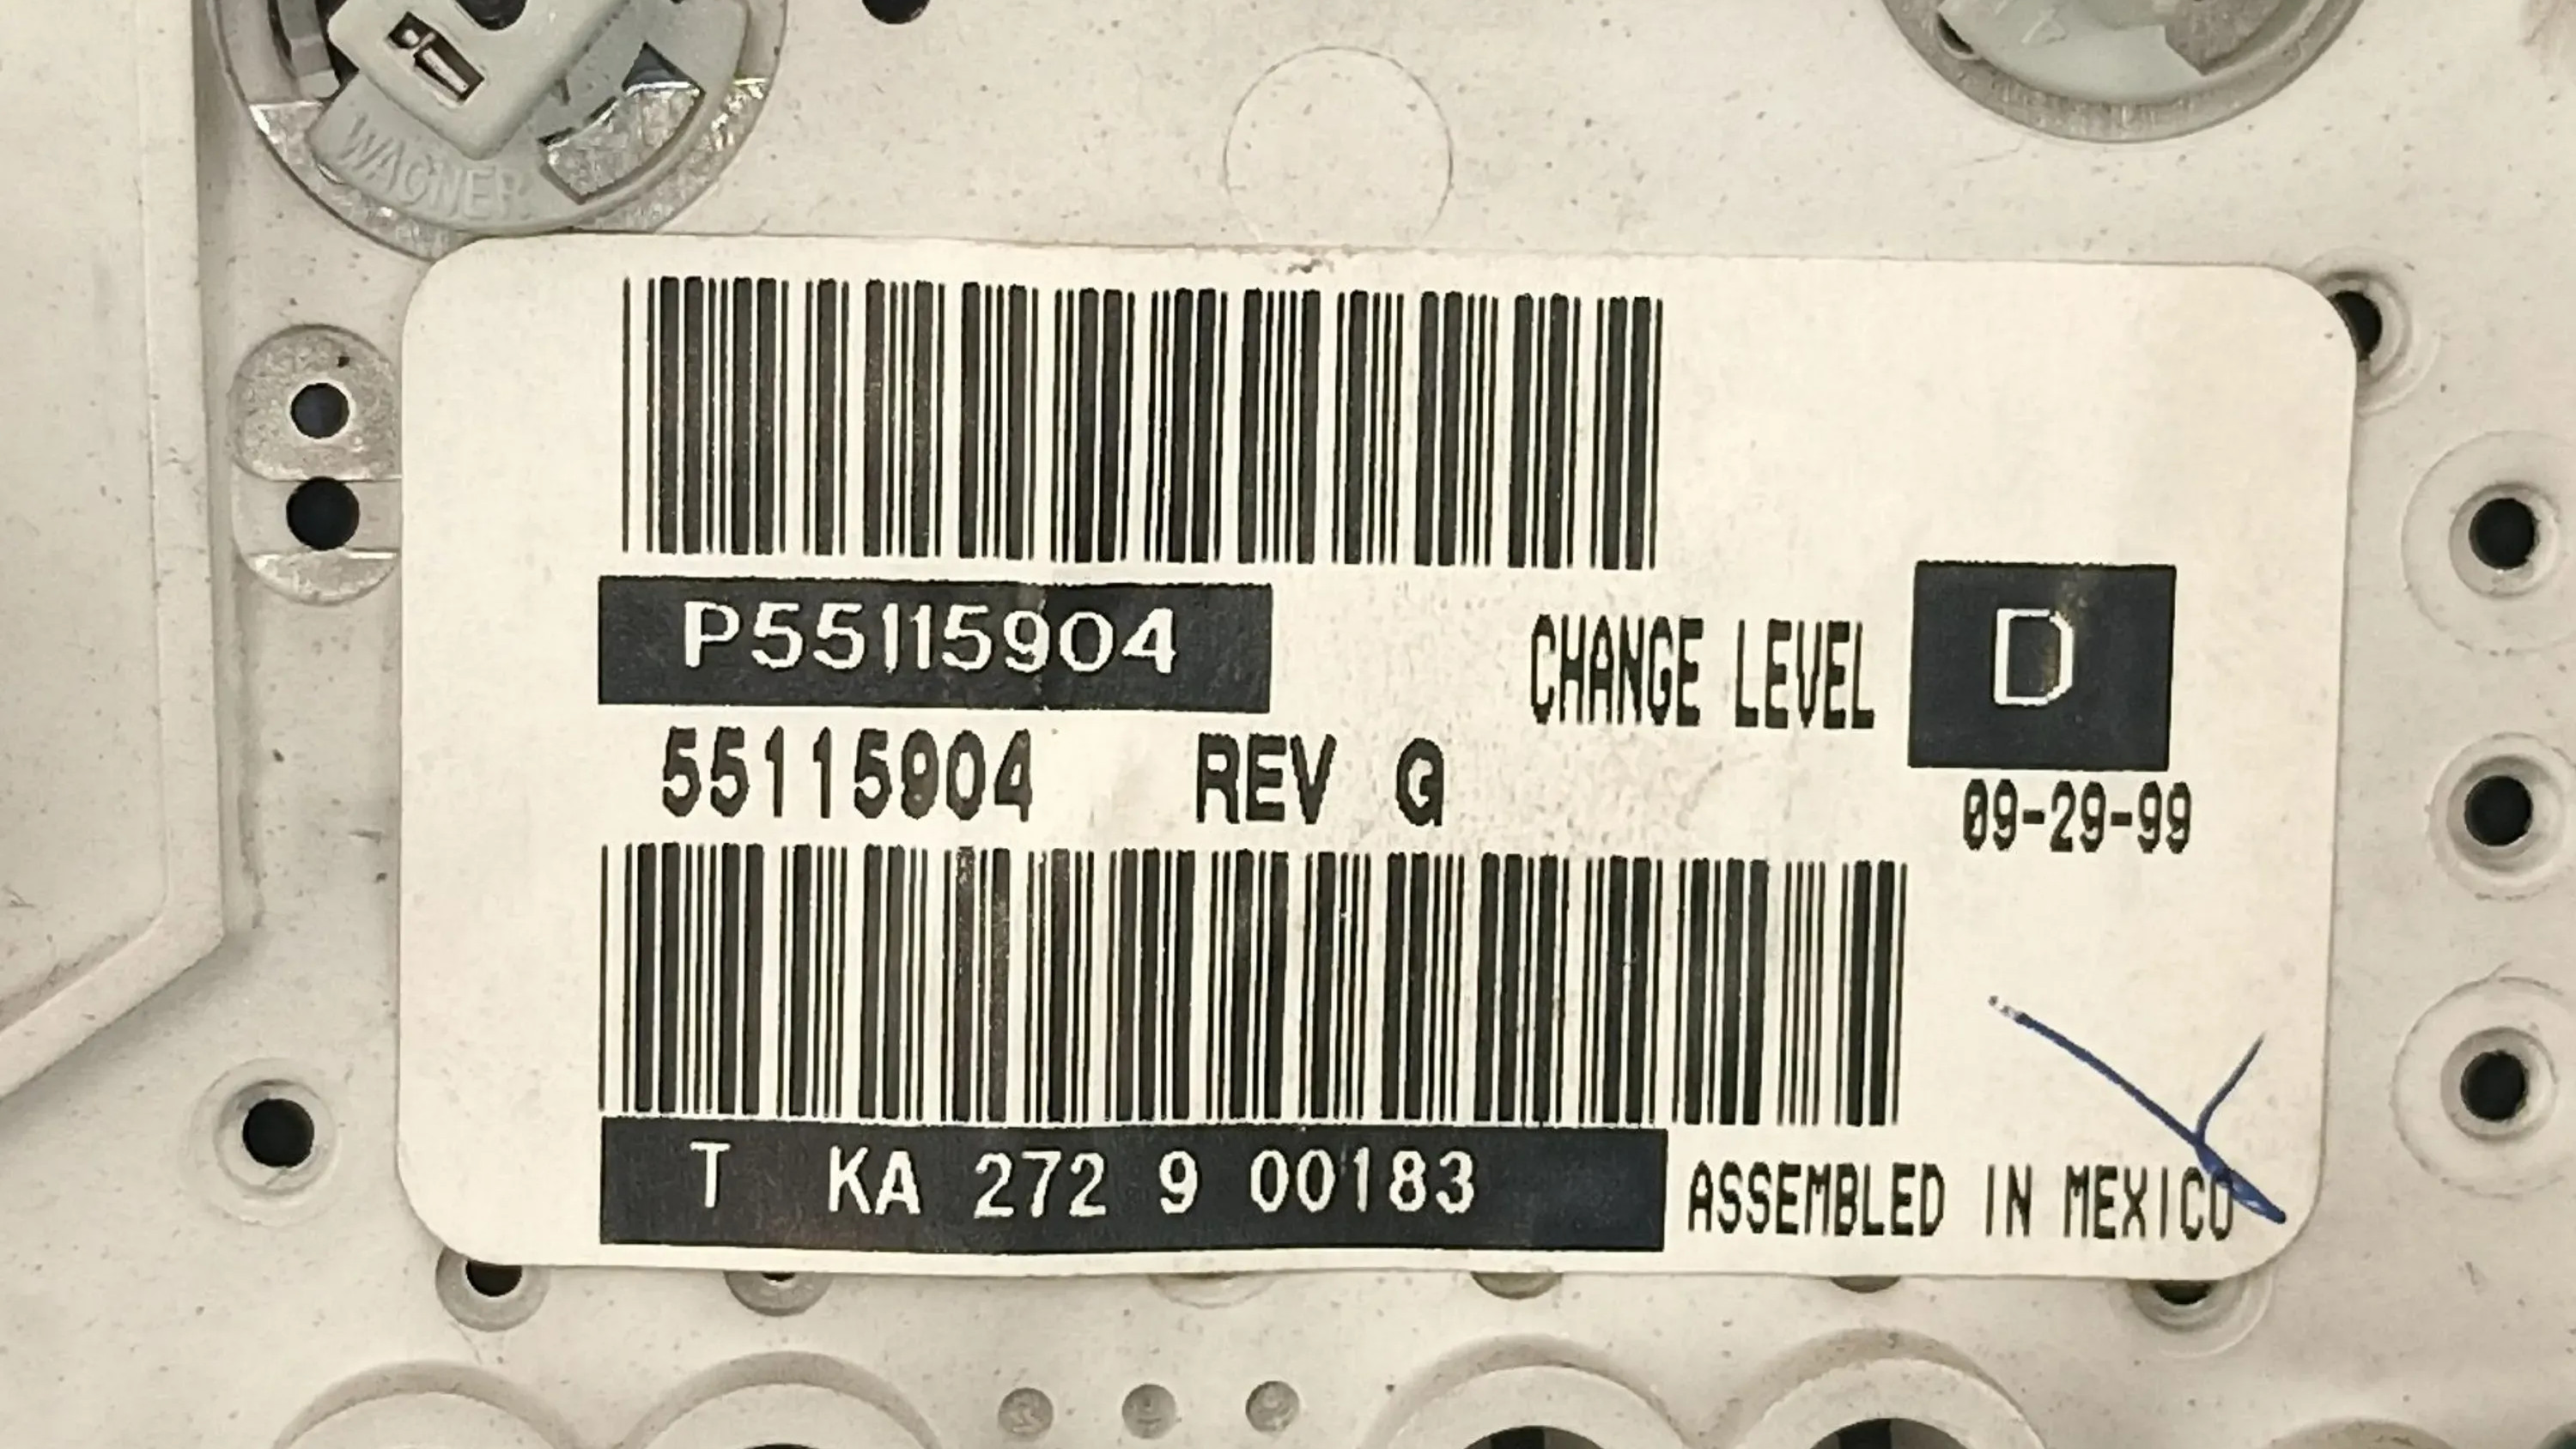 WAGNER
P55115904
CHANGE LEVEL D
55115904 REV G
09-29-99
T KA 272 9 00183
ASSEMBLED IN MEXICO